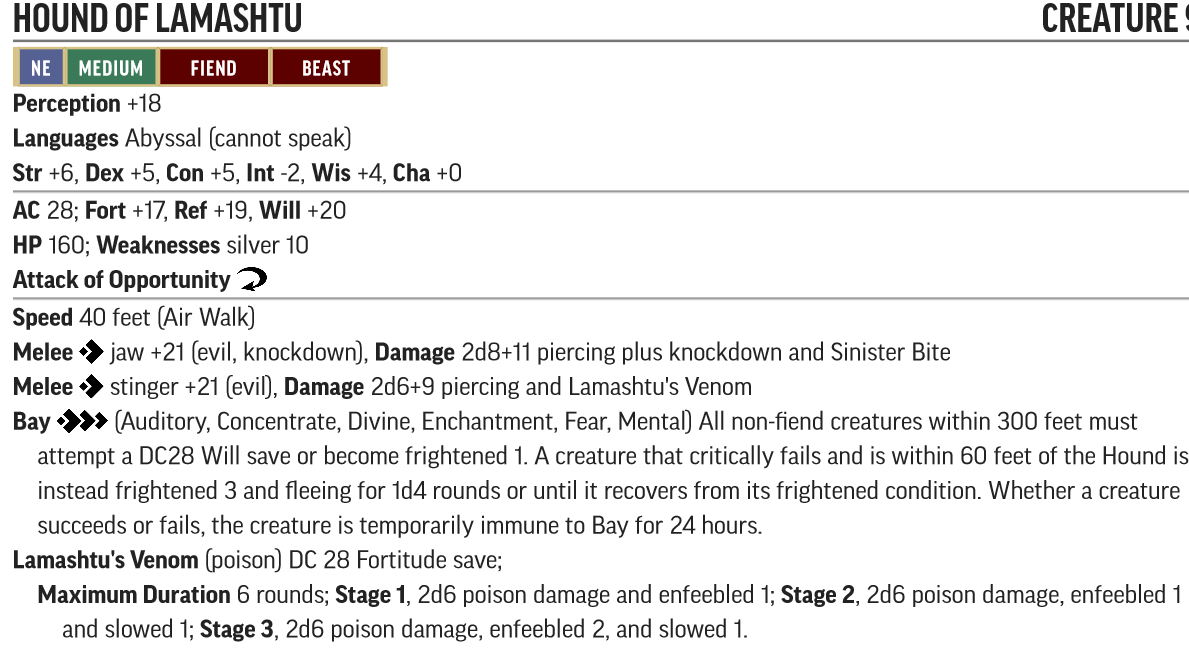 HOUND OF LAMASHTU CREATURE 9
NE MEDIUM FIEND BEAST
Perception +18
Languages Abyssal (cannot speak)
Str +6, Dex +5, Con +5, Int -2, Wis +4, Cha +0
AC 28; Fort +17, Ref +19, Will +20
HP 160; Weaknesses silver 10
Attack of Opportunity
Speed 40 feet (Air Walk)
Melee jaw +21 (evil, knockdown), Damage 2d8+11 piercing plus knockdown and Sinister Bite
Melee stinger +21 (evil), Damage 2d6+9 piercing and Lamashtu's Venom
Bay (Auditory, Concentrate, Divine, Enchantment, Fear, Mental) All non-fiend creatures within 300 feet must
attempt a DC28 Will save or become frightened 1. A creature that critically fails and is within 60 feet of the Hound is
instead frightened 3 and fleeing for 1d4 rounds or until it recovers from its frightened condition. Whether a creature
succeeds or fails, the creature is temporarily immune to Bay for 24 hours.
Lamashtu's Venom (poison) DC 28 Fortitude save;
Maximum Duration 6 rounds; Stage 1, 2d6 poison damage and enfeebled 1; Stage 2, 2d6 poison damage, enfeebled 1
and slowed 1; Stage 3, 2d6 poison damage, enfeebled 2, and slowed 1.